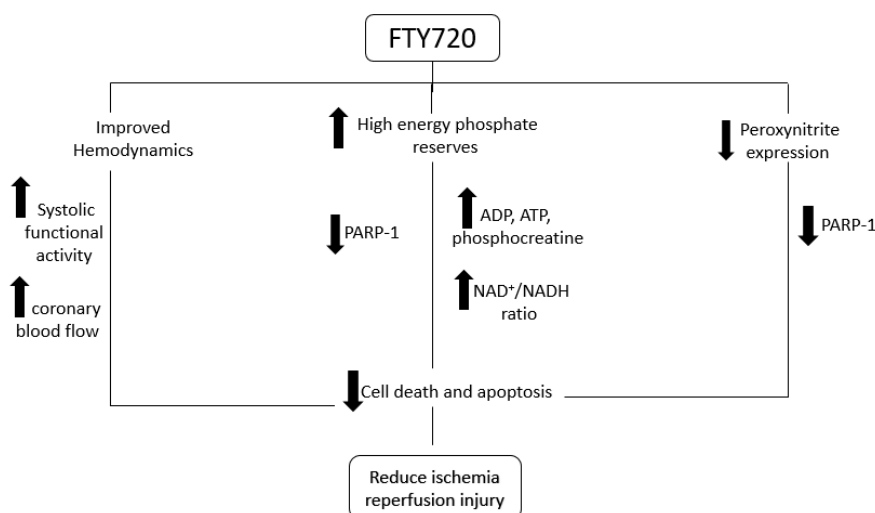 FTY720
Improved
Hemodynamics
High energy phosphate
reserves
Peroxynitrite
expression
Systolic
functional
activity
PARP-1
ADP, ATP,
phosphocreatine
PARP-1
coronary
blood flow
NAD⁺/NADH
ratio
Cell death and apoptosis
Reduce ischemia
reperfusion injury